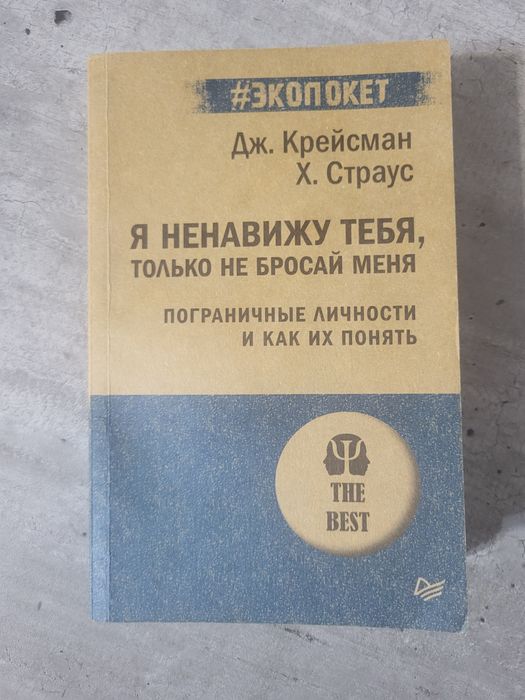 #ЭКОПОКЕТ
Дж. Крейсман
Х. Страус
Я НЕНАВИЖУ ТЕБЯ,
ТОЛЬКО НЕ БРОСАЙ МЕНЯ
ПОГРАНИЧНЫЕ ЛИЧНОСТИ
И КАК ИХ ПОНЯТЬ
Ψ
THE
BEST